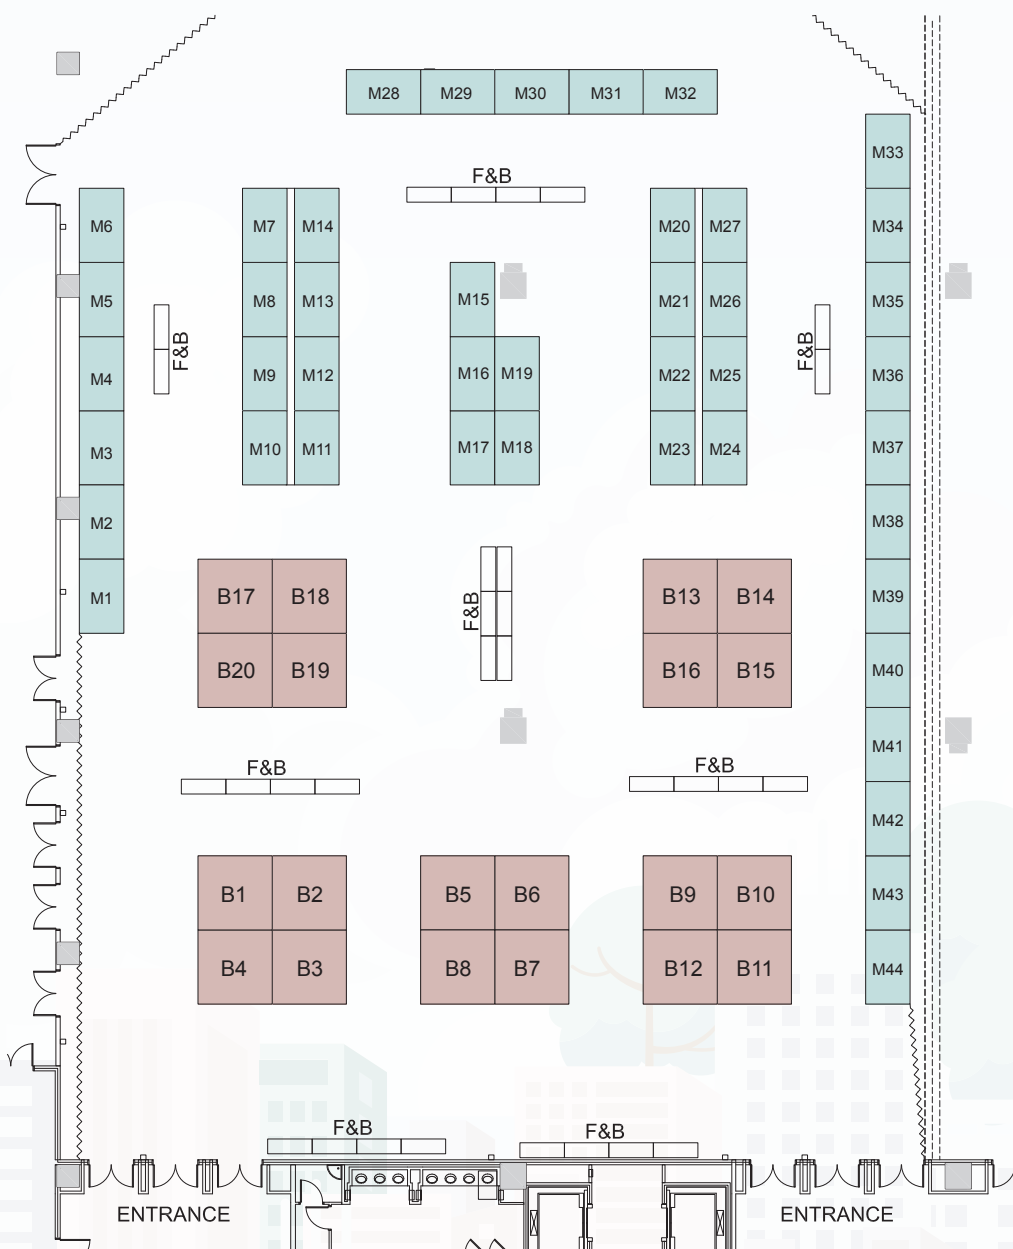 M28 M29 M30 M31 M32
M33
F&B
M6 M7 M14 M20 M27 M34
M5 M8 M13 M15 M21 M26 M35
F&B F&B
M4 M9 M12 M16 M19 M22 M25 M36
M3 M10 M11 M17 M18 M23 M24 M37
M2 M38
M1 B17 B18 F&B B13 B14 M39
B20 B19 B16 B15 M40
M41
F&B F&B
M42
B1 B2 B5 B6 B9 B10 M43
B4 B3 B8 B7 B12 B11 M44
F&B F&B
ENTRANCE ENTRANCE